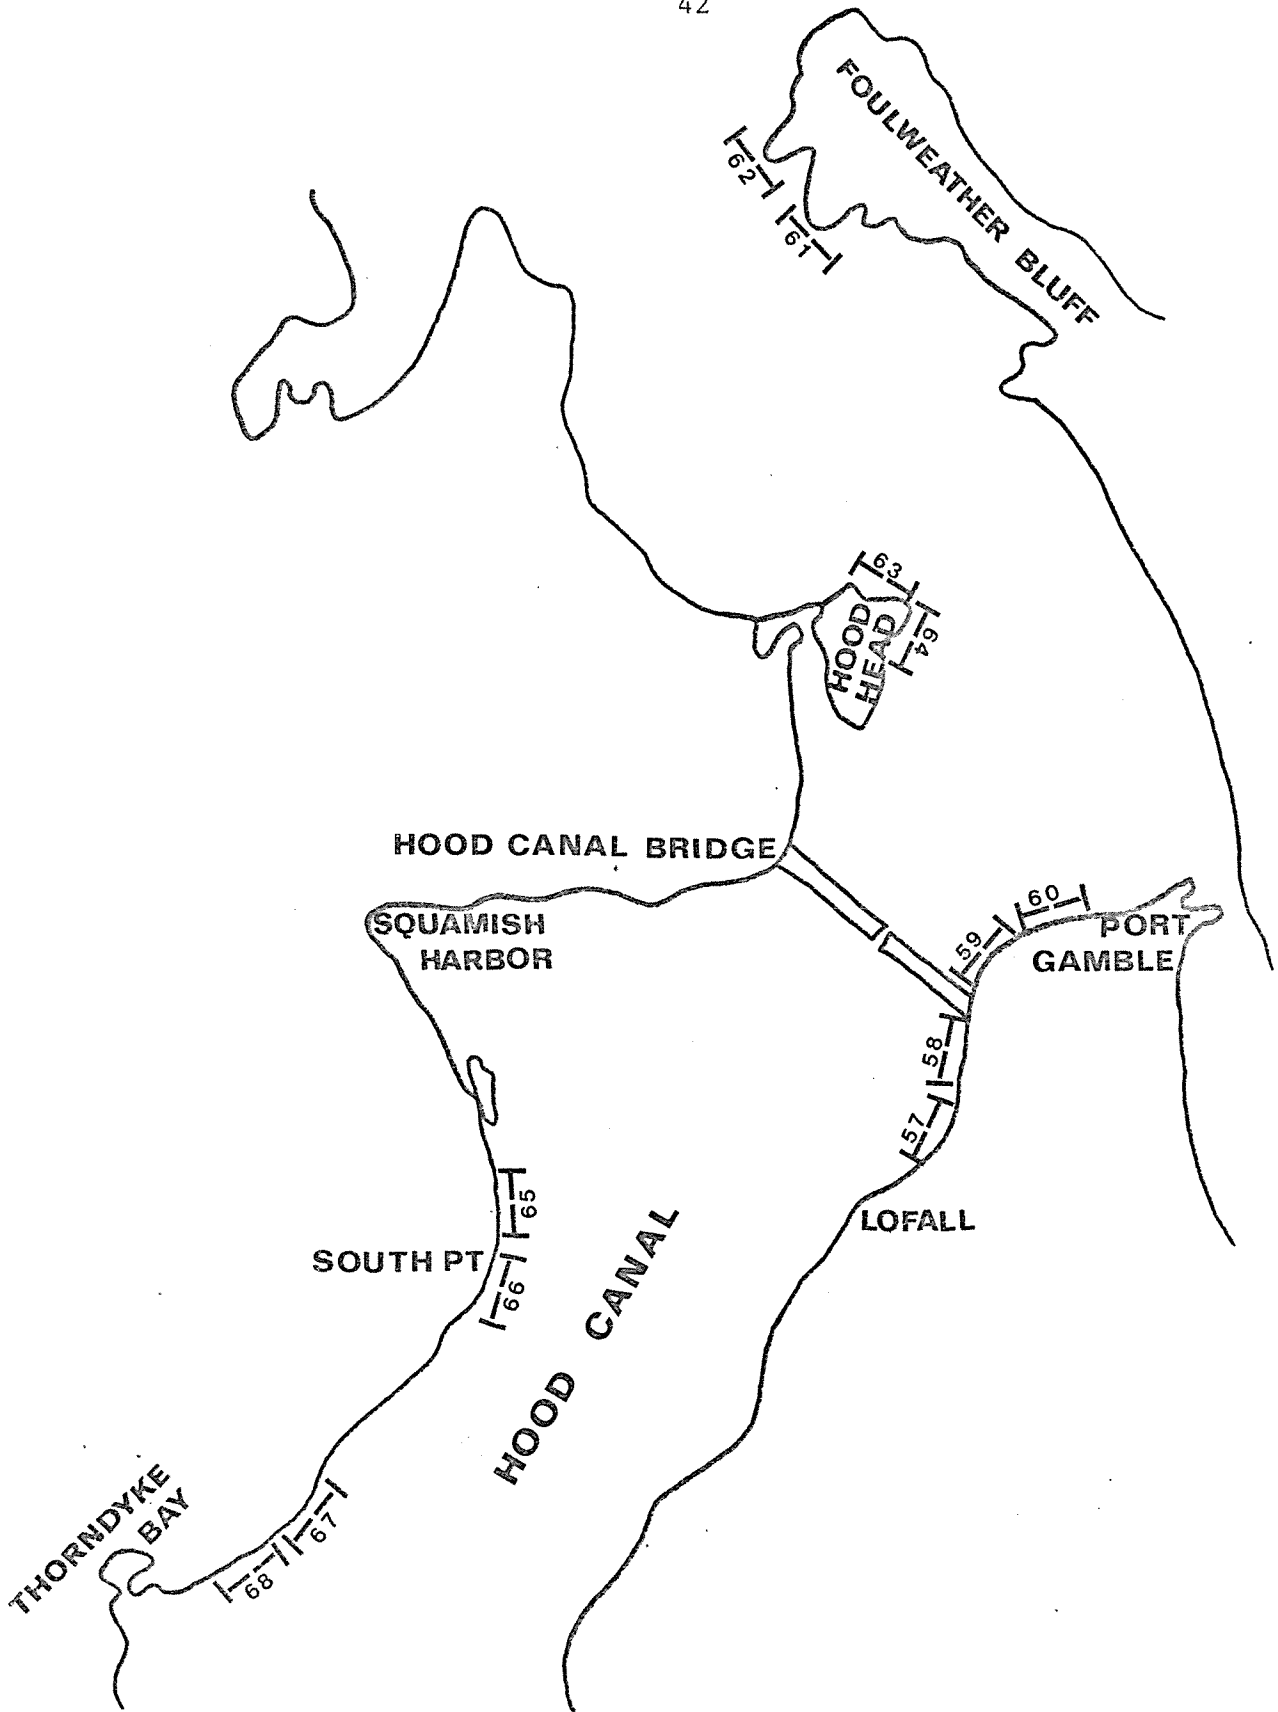 42
FOULWEATHER BLUFF
62
61
63
HOOD
HEAD
64
HOOD CANAL BRIDGE
SQUAMISH
HARBOR
60
59
PORT
GAMBLE
58
57
LOFALL
65
SOUTH PT
66
HOOD CANAL
67
68
THORNDYKE
BAY